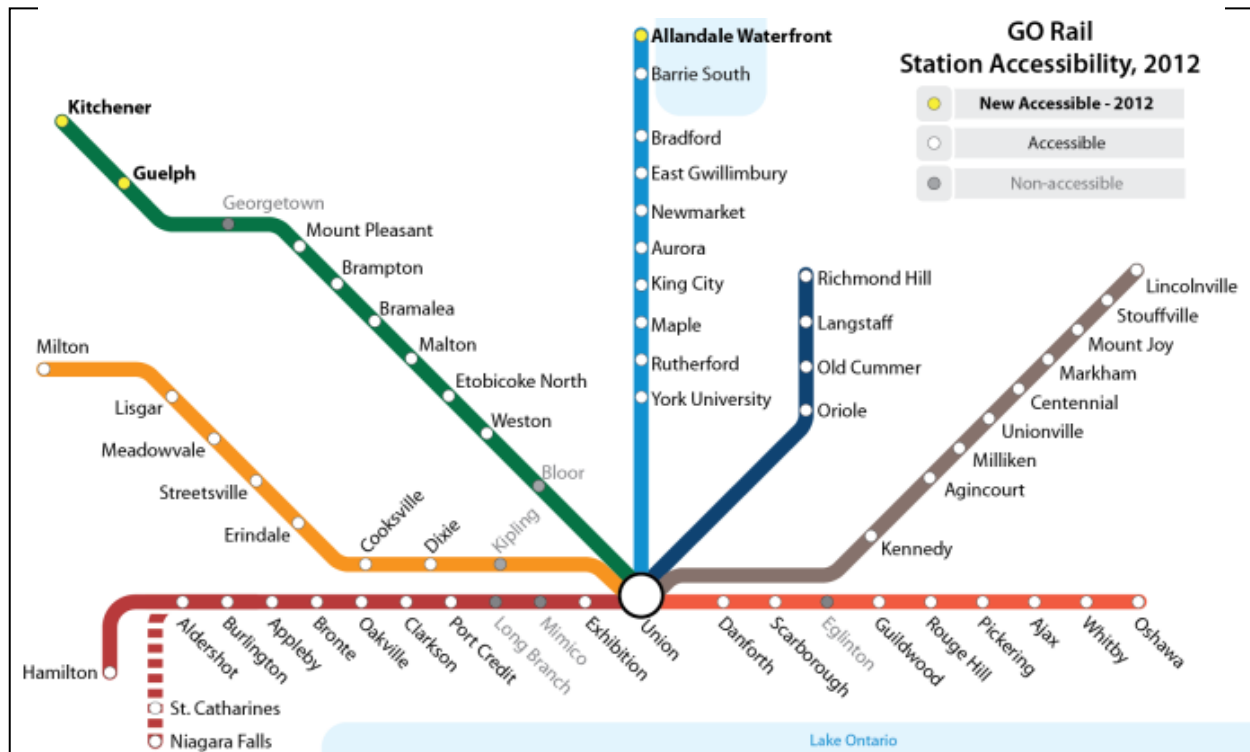 GO Rail
Station Accessibility, 2012
New Accessible - 2012
Accessible
Non-accessible
Kitchener
Guelph
Georgetown
Mount Pleasant
Brampton
Bramalea
Malton
Etobicoke North
Weston
Bloor
Milton
Lisgar
Meadowvale
Streetsville
Erindale
Cooksville
Dixie
Kipling
Allandale Waterfront
Barrie South
Bradford
East Gwillimbury
Newmarket
Aurora
King City
Maple
Rutherford
York University
Richmond Hill
Langstaff
Old Cummer
Oriole
Lincolnville
Stouffville
Mount Joy
Markham
Centennial
Unionville
Milliken
Agincourt
Kennedy
Hamilton
St. Catharines
Niagara Falls
Aldershot
Burlington
Appleby
Bronte
Oakville
Clarkson
Port Credit
Long Branch
Mimico
Exhibition
Union
Danforth
Scarborough
Eglinton
Guildwood
Rouge Hill
Pickering
Ajax
Whitby
Oshawa
Lake Ontario